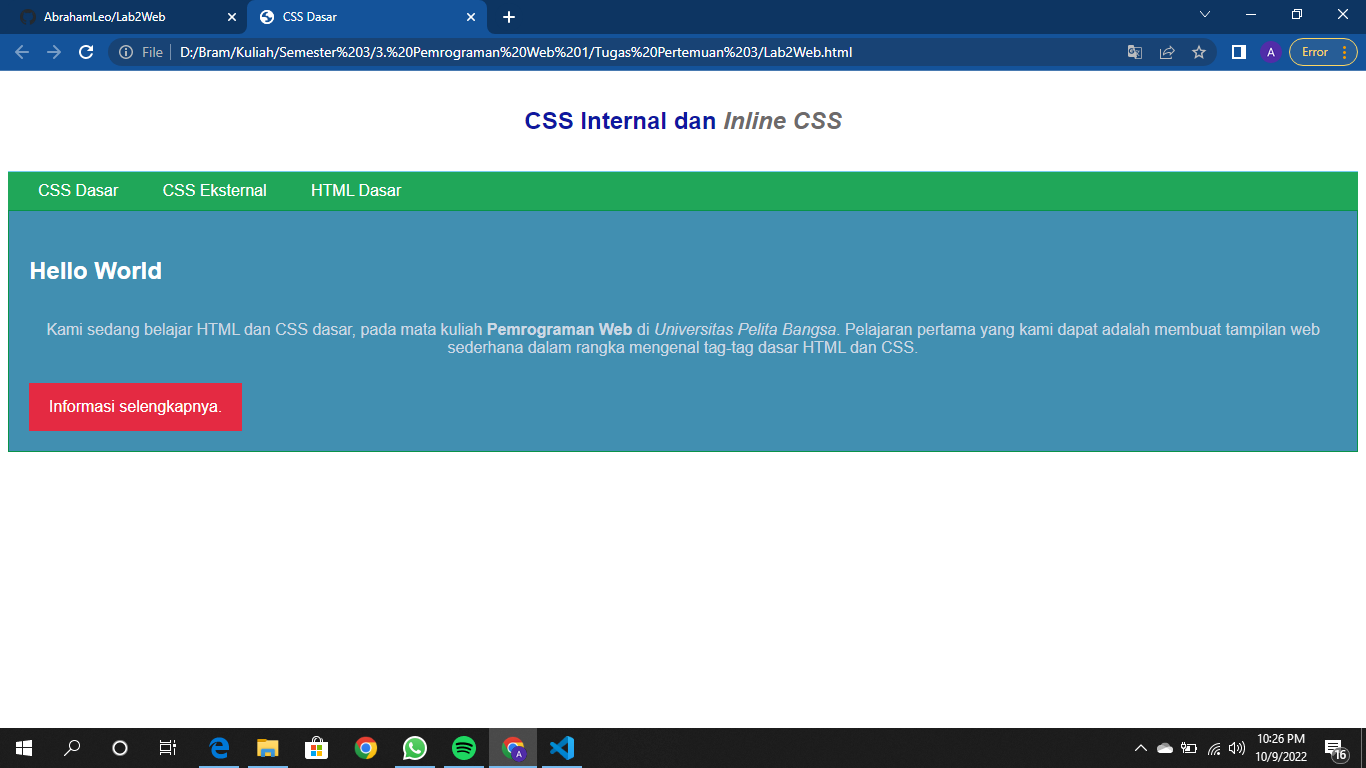 AbrahamLeo/Lab2Web
CSS Dasar
File
D:/Bram/Kuliah/Semester%203/3.%20Pemrograman%20Web%201/Tugas%20Pertemuan%203/Lab2Web.html
A
Error
CSS Internal dan Inline CSS
CSS Dasar
CSS Eksternal
HTML Dasar
Hello World
Kami sedang belajar HTML dan CSS dasar, pada mata kuliah Pemrograman Web di Universitas Pelita Bangsa. Pelajaran pertama yang kami dapat adalah membuat tampilan web
sederhana dalam rangka mengenal tag-tag dasar HTML dan CSS.
Informasi selengkapnya.
A
10:26 PM
10/9/2022
16